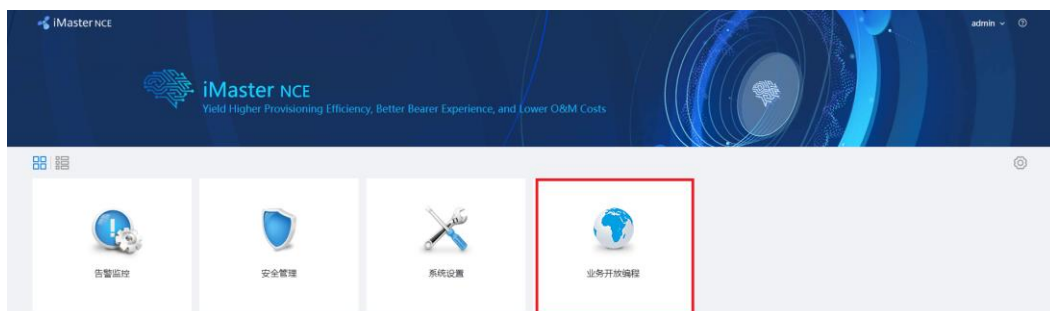 iMaster NCE
admin
iMaster NCE
Yield Higher Provisioning Efficiency, Better Bearer Experience, and Lower O&M Costs
告警监控
安全管理
系统设置
业务开放编程